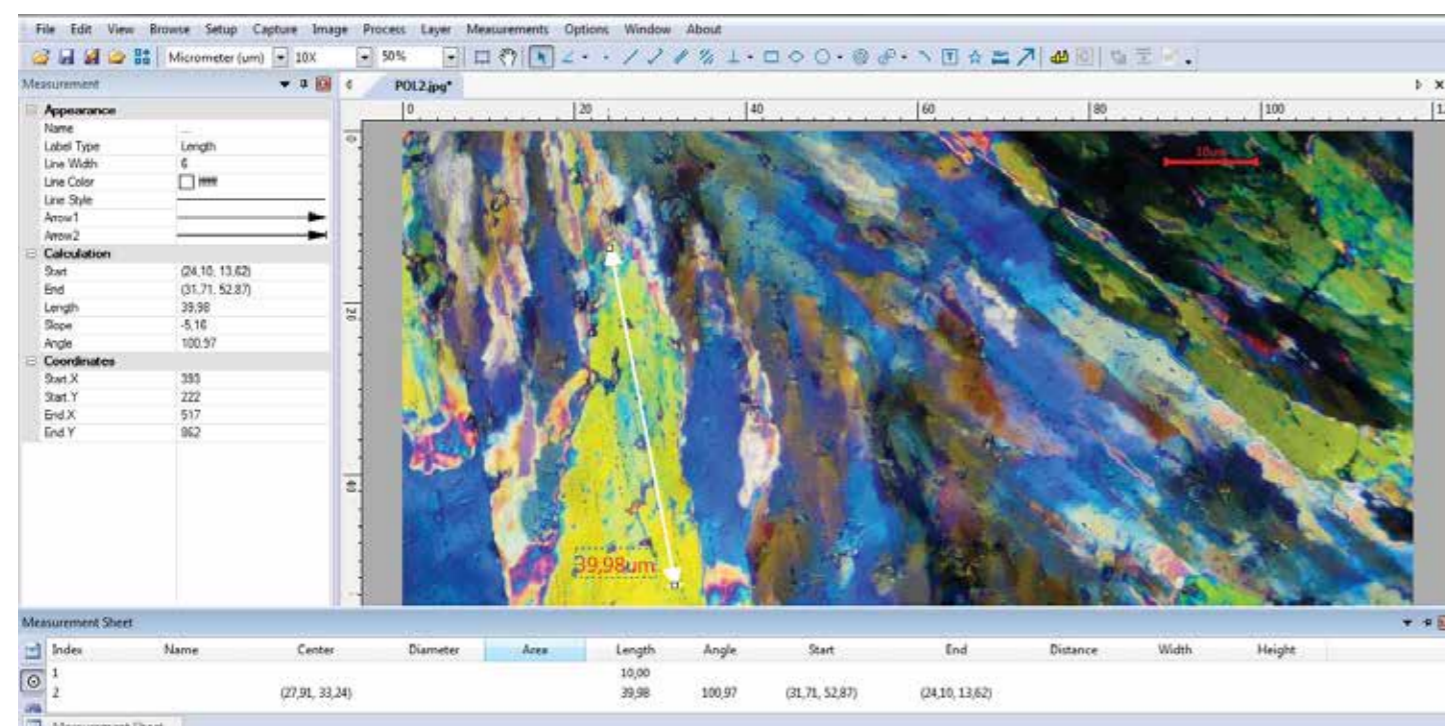 File Edit View Browse Setup Capture Image Process Layer Measurements Options Window About
Micrometer (um) 10X 50%
Measurement
POL2.jpg*
Appearance
Name ...
Label Type Length
Line Width 6
Line Color
Line Style
Arrow1
Arrow2
Calculation
Start (24,10, 13,62)
End (31,71, 52,87)
Length 39,98
Slope -5,16
Angle 100,97
Coordinates
Start.X 393
Start.Y 222
End.X 517
End.Y 862
0 20 40 60 80 100
0
20
40
10um
39,98um
Measurement Sheet
Index Name Center Diameter Area Length Angle Start End Distance Width Height
1 10,00
2 (27,91, 33,24) 39,98 100,97 (31,71, 52,87) (24,10, 13,62)
Measurement Sheet